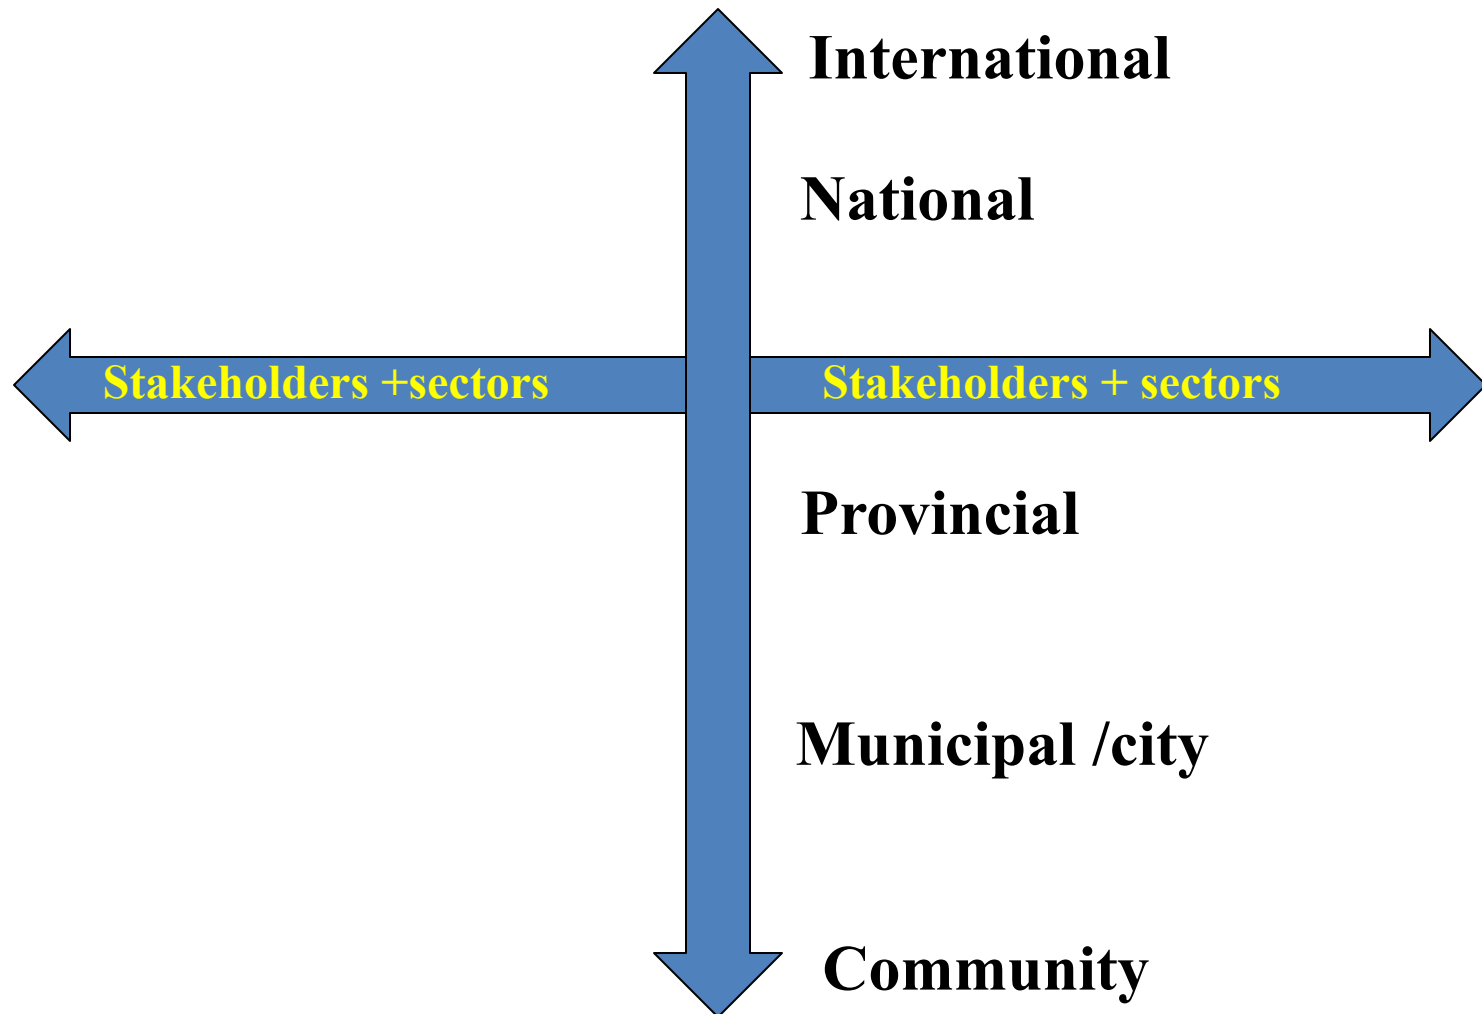 International
National
Stakeholders +sectors
Stakeholders + sectors
Provincial
Municipal /city
Community